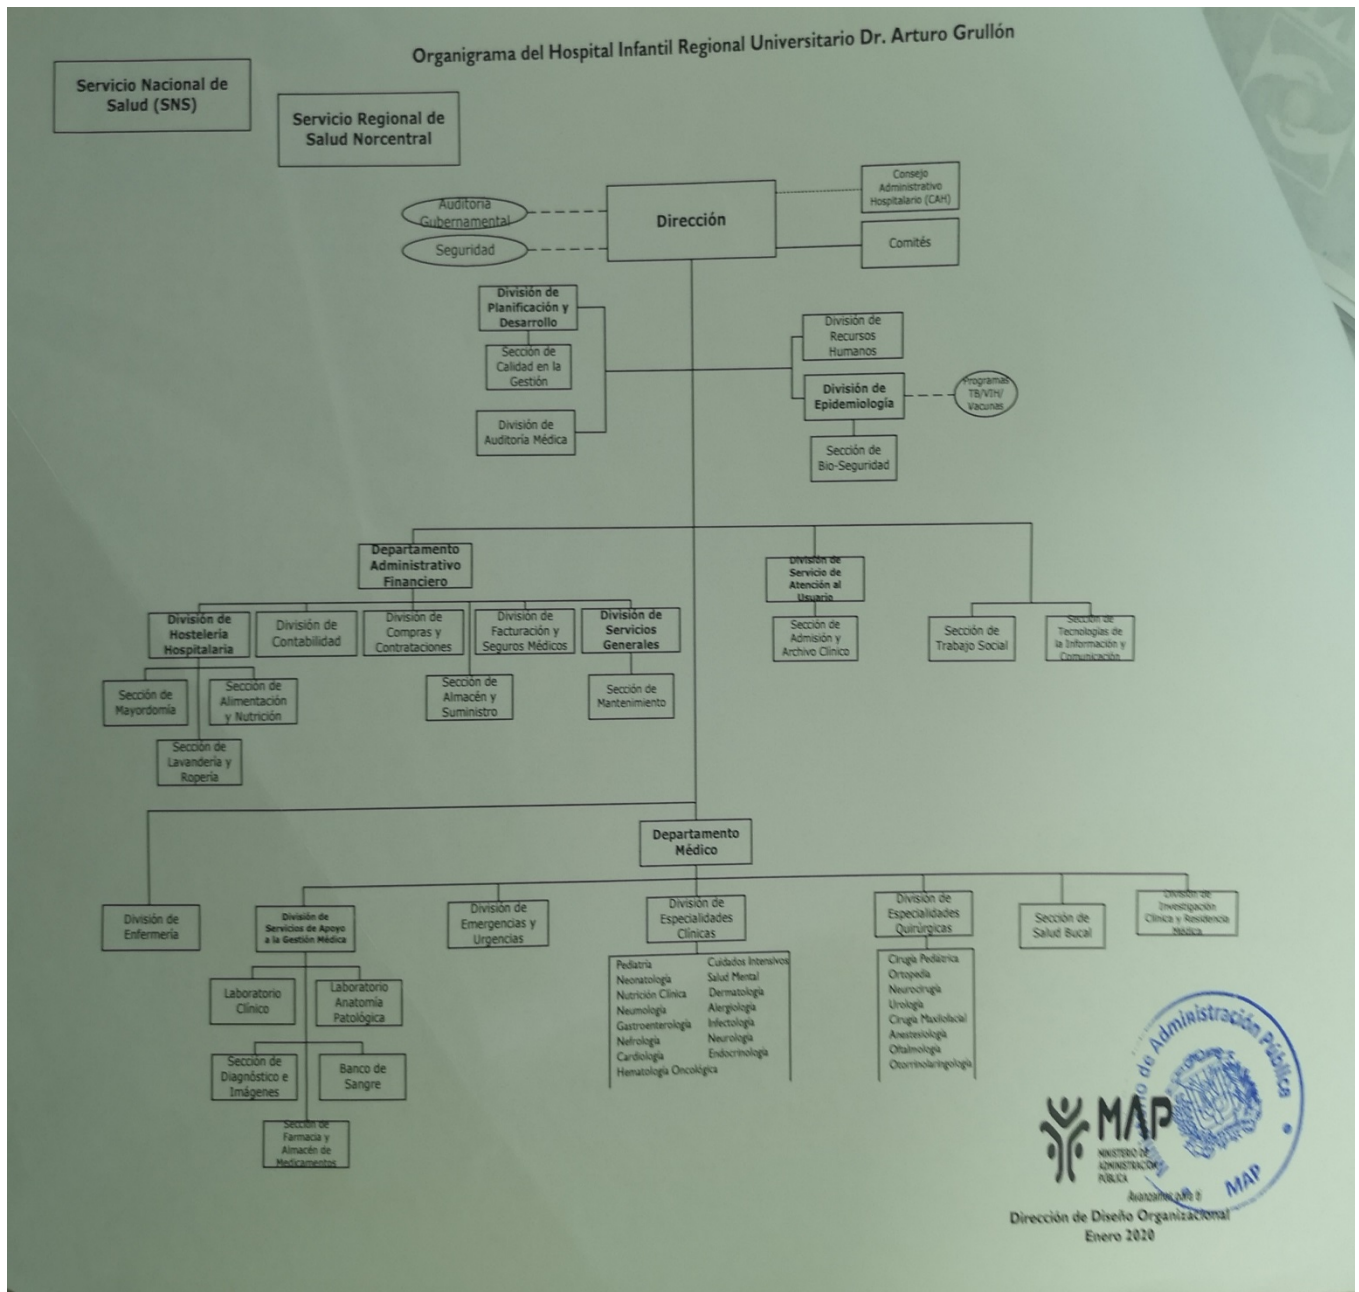 Organigrama del Hospital Infantil Regional Universitario Dr. Arturo Grullón
Servicio Nacional de
Salud (SNS)
Servicio Regional de
Salud Norcentral
Auditoria
Gubernamental
Seguridad
Dirección
Consejo
Administrativo
Hospitalario (CAH)
Comités
División de
Planificación y
Desarrollo
Sección de
Calidad en la
Gestión
División de
Auditoría Médica
División de
Recursos
Humanos
División de
Epidemiología
Programas
TB/VIH/
Vacunas
Sección de
Bio-Seguridad
Departamento
Administrativo
Financiero
División de
Servicio de
Atención al
Usuario
División de
Hostelería
Hospitalaria
División de
Contabilidad
División de
Compras y
Contrataciones
División de
Facturación y
Seguros Médicos
División de
Servicios
Generales
Sección de
Admisión y
Archivo Clínico
Sección de
Trabajo Social
Sección de
Tecnologías de
la Información y
Comunicación
Sección de
Mayordomía
Sección de
Alimentación
y Nutrición
Sección de
Almacén y
Suministro
Sección de
Mantenimiento
Sección de
Lavandería y
Ropería
Departamento
Médico
División de
Enfermería
División de
Servicios de Apoyo
a la Gestión Médica
División de
Emergencias y
Urgencias
División de
Especialidades
Clínicas
División de
Especialidades
Quirúrgicas
Sección de
Salud Bucal
División de
Investigación
Clínica y Residencia
Médica
Laboratorio
Clínico
Laboratorio
Anatomía
Patológica
Sección de
Diagnóstico e
Imágenes
Banco de
Sangre
Sección de
Farmacia y
Almacén de
Medicamentos
Pediatría
Neonatología
Nutrición Clínica
Neumología
Gastroenterología
Nefrología
Cardiología
Hematología Oncológica
Cuidados Intensivos
Salud Mental
Dermatología
Alergiología
Infectología
Neurología
Endocrinología
Cirugía Pediátrica
Ortopedia
Neurocirugía
Urología
Cirugía Maxilofacial
Anestesiología
Oftalmología
Otorrinolaringología
Ministerio de Administración Pública
MAP
MAP
MINISTERIO DE
ADMINISTRACIÓN
PÚBLICA
Avanzamos para ti
Dirección de Diseño Organizacional
Enero 2020